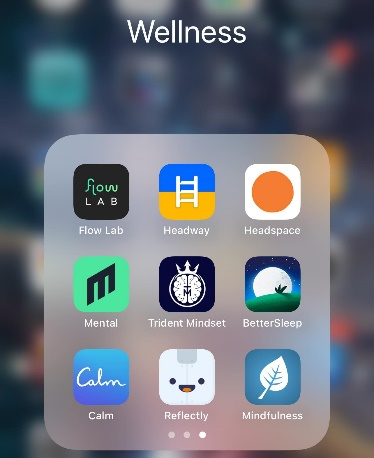 Wellness
flow
LAB
Flow Lab
Headway
Headspace
Mental
Trident Mindset
BetterSleep
Calm
Calm
Reflectly
Mindfulness